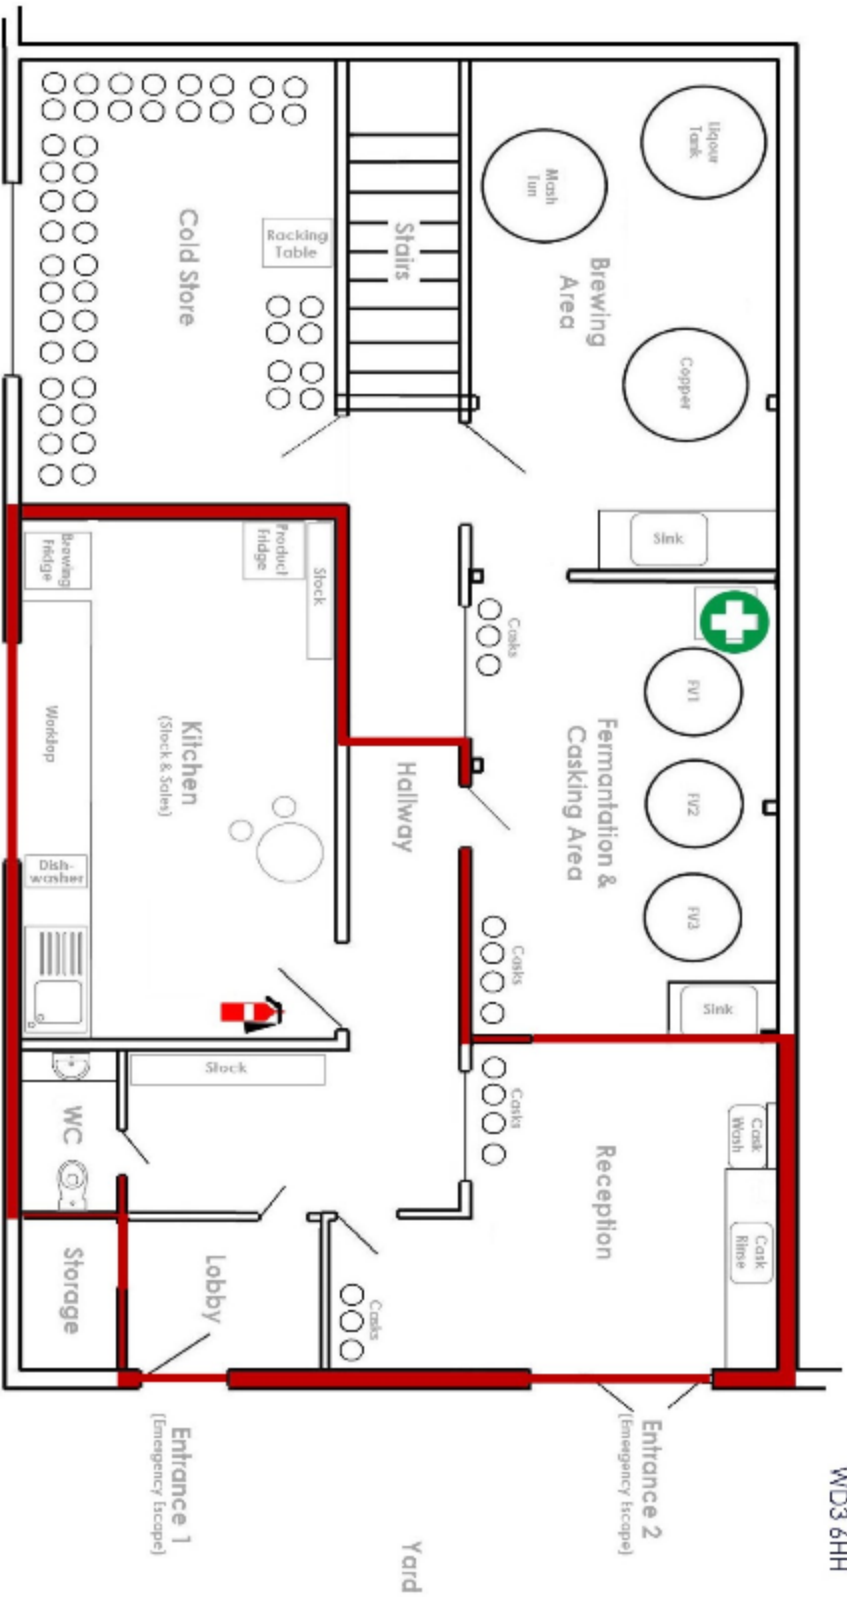 Liqour
Tank
Mash
Tun
Brewing
Area
Copper
Sink
Stairs
Cold Store
Racking
Table
Brewing
Fridge
Product
Fridge
Stock
Worktop
Kitchen
(Stock & Sales)
Dish-
washer
Hallway
Casks
FV1
FV2
FV3
Fermantation &
Casking Area
Casks
Sink
Casks
Stock
WC
Storage
Lobby
Casks
Reception
Cask
Wash
Cask
Rinse
Entrance 1
(Emergency Escape)
Entrance 2
(Emergency Escape)
Yard
WD3 6HH